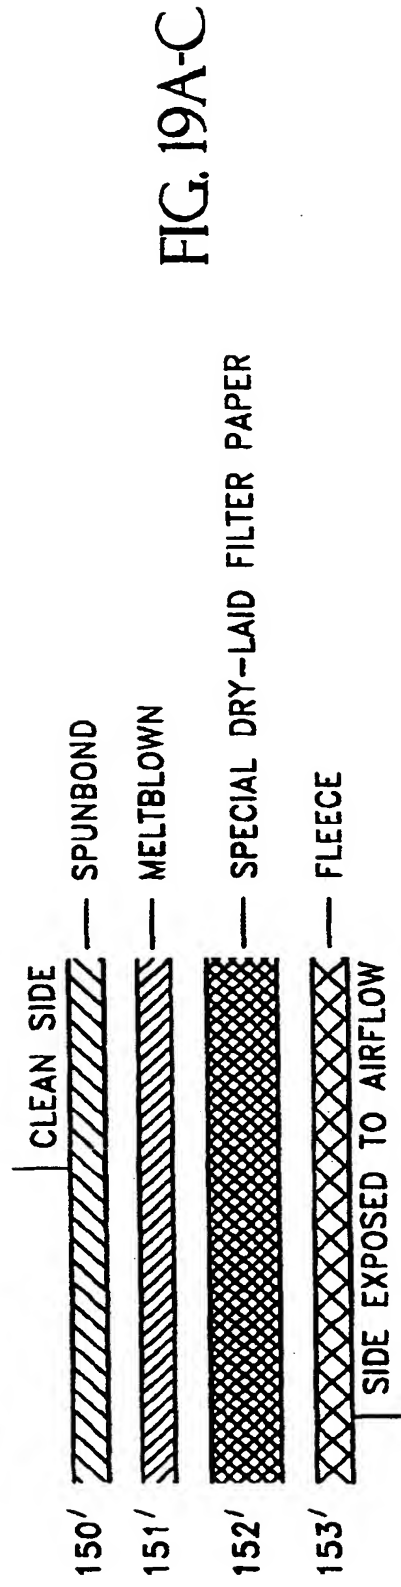 FIG. 19A-C
CLEAN SIDE
150′ — SPUNBOND
151′ — MELTBLOWN
152′ — SPECIAL DRY-LAID FILTER PAPER
153′ — FLEECE
SIDE EXPOSED TO AIRFLOW